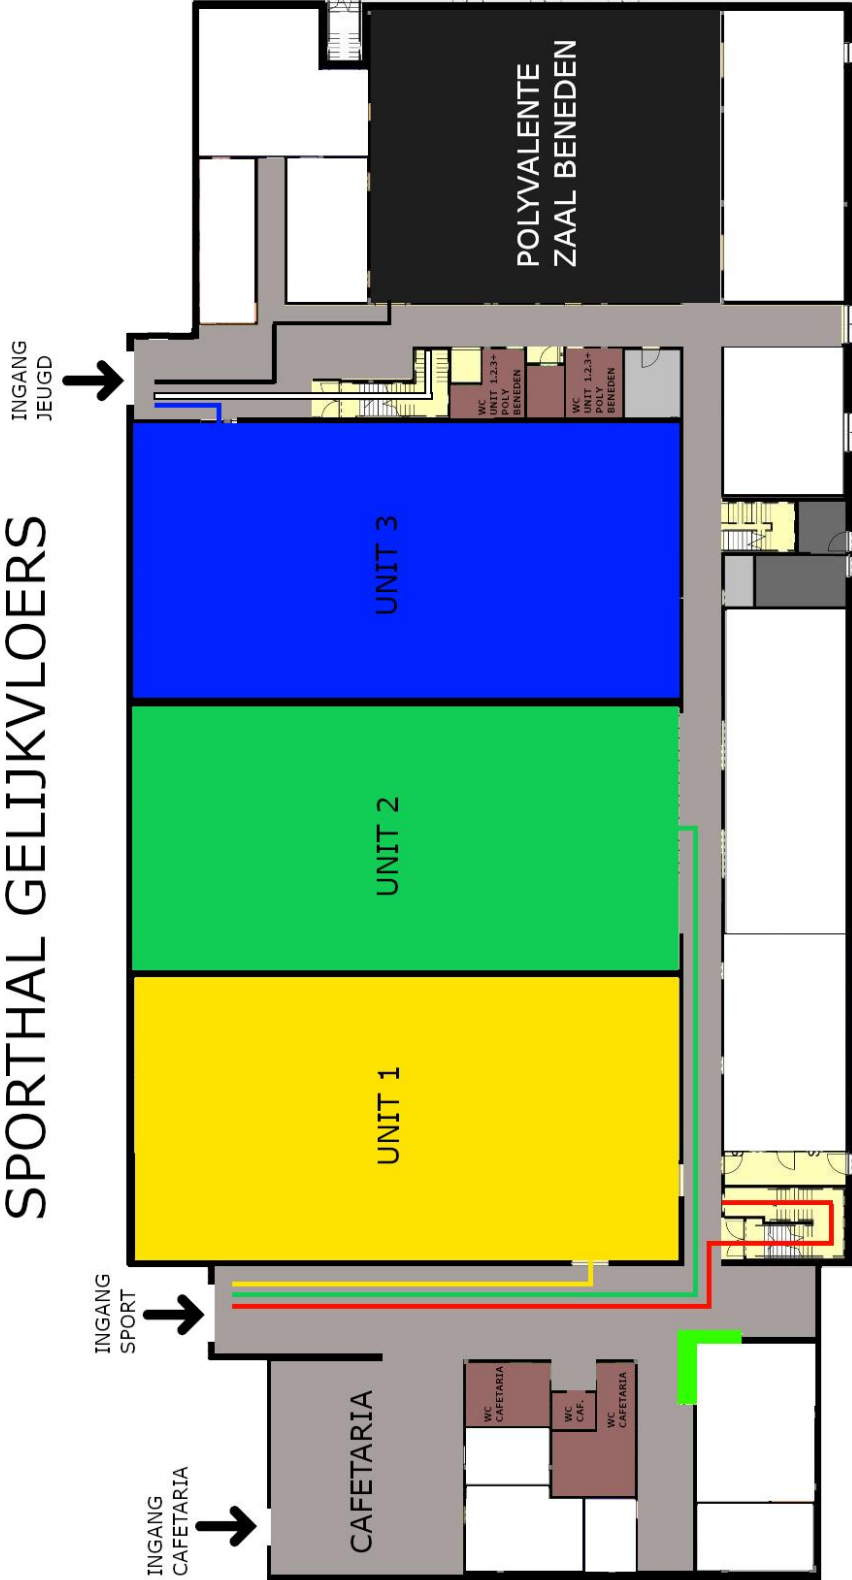 SPORTHAL GELIJKVLOERS
INGANG
CAFETARIA
INGANG
SPORT
INGANG
JEUGD
CAFETARIA
WC
CAFETARIA
WC
CAF.
WC
CAFETARIA
UNIT 1
UNIT 2
UNIT 3
WC
UNIT 1.2.3+
POLY
BENEDEN
WC
UNIT 1.2.3+
POLY
BENEDEN
POLYVALENTE
ZAAL BENEDEN